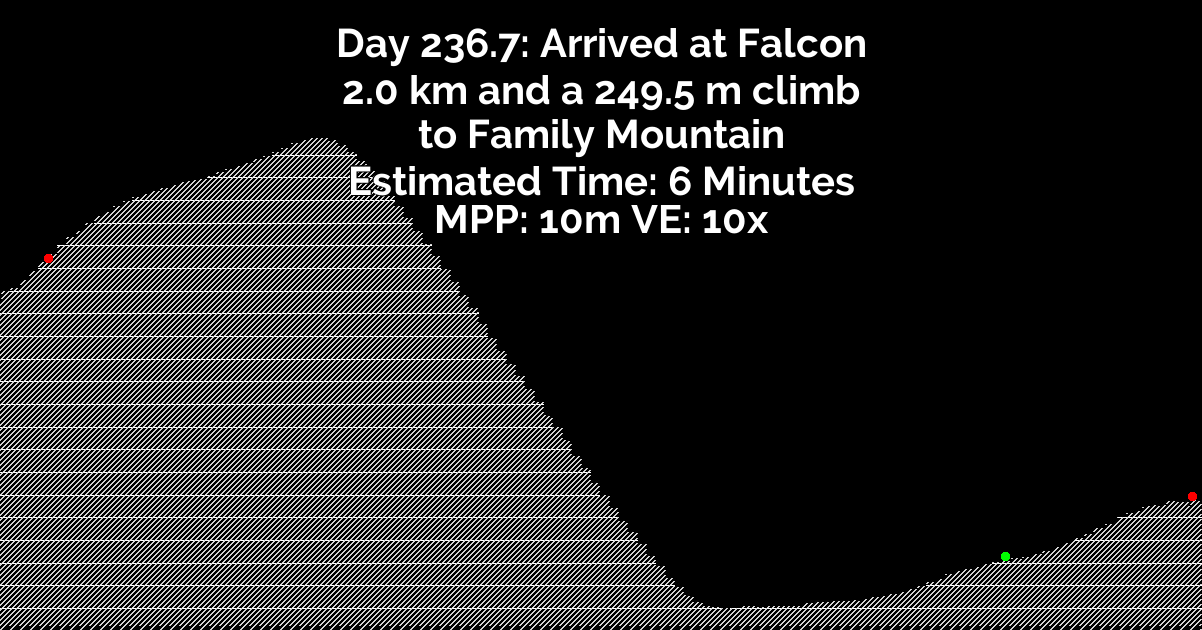 Day 236.7: Arrived at Falcon
2.0 km and a 249.5 m climb
to Family Mountain
Estimated Time: 6 Minutes
MPP: 10m VE: 10x